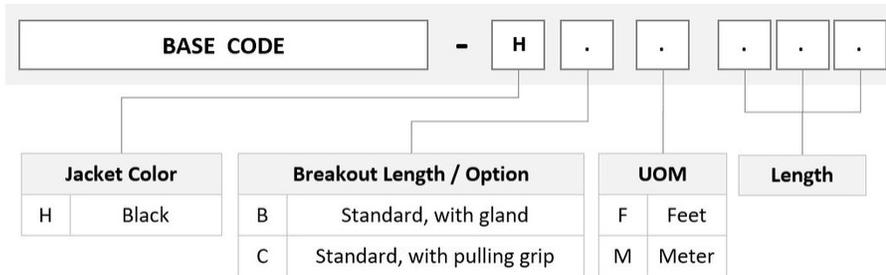 BASE CODE - H . . . . .
Jacket Color Breakout Length / Option UOM Length
H Black B Standard, with gland F Feet
C Standard, with pulling grip M Meter